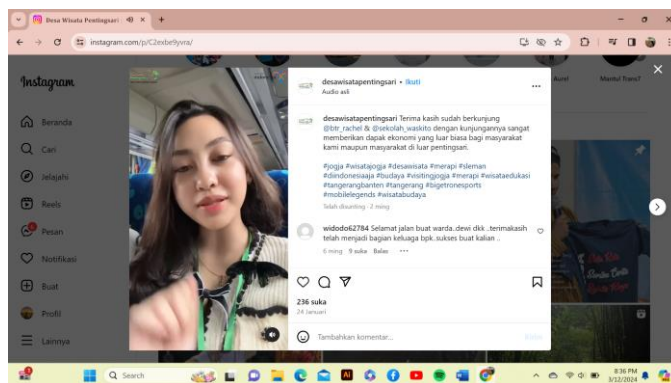 Desa Wisata Pentingsari
instagram.com/p/C2exbe9yvra/
Instagram
Aurel
Mantul Trans7
Beranda
Cari
Jelajahi
Reels
Pesan
Notifikasi
Buat
Profil
Lainnya
desawisatapentingsari • Ikuti
Audio asli
desawisatapentingsari Terima kasih sudah berkunjung
@btr_rachel & @sekolah_waskito dengan kunjungannya sangat
memberikan dapak ekonomi yang luar biasa bagi masyarakat
kami maupun masyarakat di luar pentingsari.
#jogja #wisatajogja #desawisata #merapi #sleman
#dindonesiaaja #budaya #visitingjogja #merapi #wisataedukasi
#tangerangbanten #tangerang #bigetronesports
#mobilelegends #wisatabudaya
Telah disunting · 2 ming
widodo62784 Selamat jalan buat warda..dewi dkk ..terimakasih
telah menjadi bagian keluaga bpk..sukses buat kalian ..
6 ming 9 suka Balas
236 suka
24 Januari
Tambahkan komentar...
Search
8:36 PM
3/12/2024